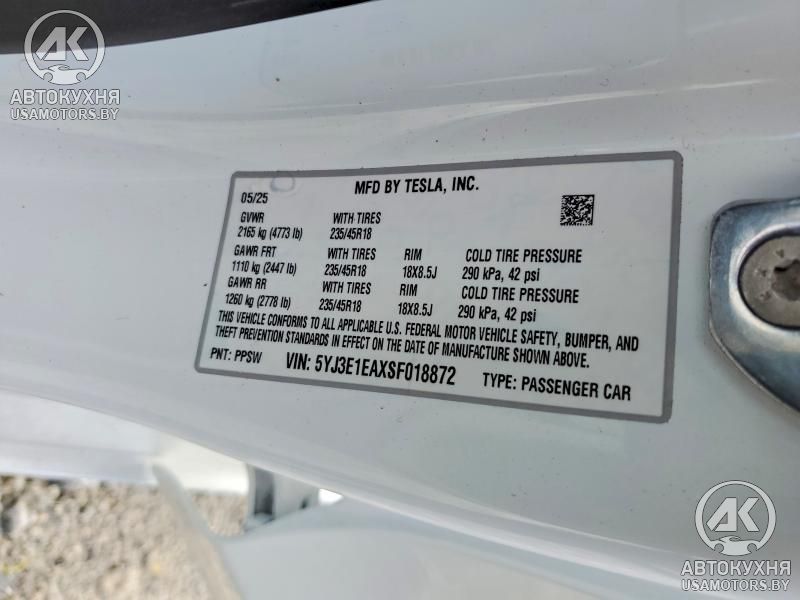 АК
АВТОКУХНЯ
USAMOTORS.BY
05/25
MFD BY TESLA, INC.
GVWR WITH TIRES
2165 kg (4773 lb) 235/45R18
GAWR FRT WITH TIRES RIM COLD TIRE PRESSURE
1110 kg (2447 lb) 235/45R18 18X8.5J 290 kPa, 42 psi
GAWR RR WITH TIRES RIM COLD TIRE PRESSURE
1260 kg (2778 lb) 235/45R18 18X8.5J 290 kPa, 42 psi
THIS VEHICLE CONFORMS TO ALL APPLICABLE U.S. FEDERAL MOTOR VEHICLE SAFETY, BUMPER, AND
THEFT PREVENTION STANDARDS IN EFFECT ON THE DATE OF MANUFACTURE SHOWN ABOVE.
PNT: PPSW VIN: 5YJ3E1EAXSF018872 TYPE: PASSENGER CAR
АК
АВТОКУХНЯ
USAMOTORS.BY